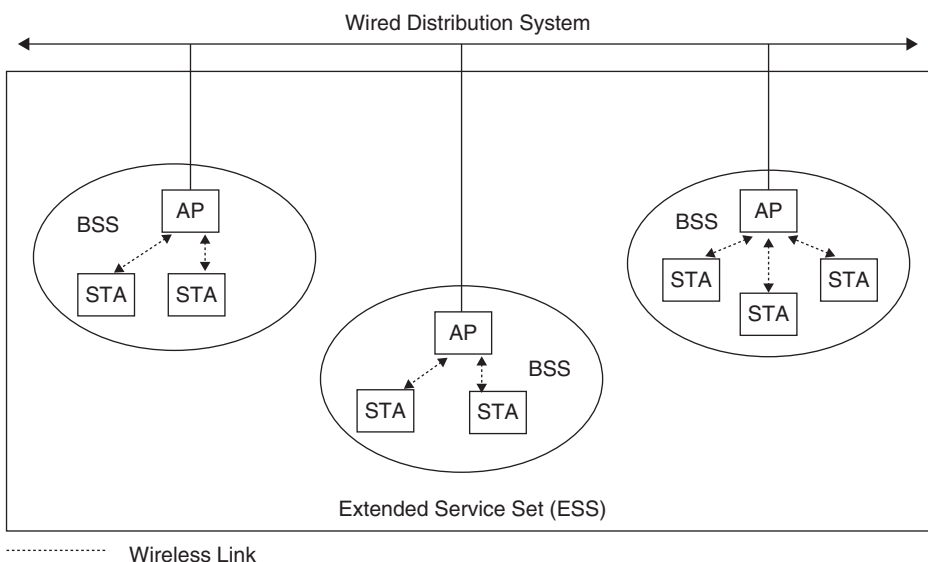 Wired Distribution System
AP
BSS
STA
STA
AP
BSS
STA
STA
AP
BSS
STA
STA
STA
Extended Service Set (ESS)
Wireless Link